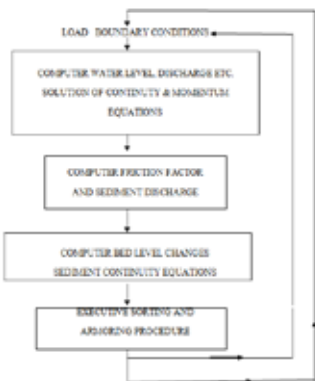 LOAD BOUNDARY CONDITIONS
COMPUTER WATER LEVEL, DISCHARGE ETC.
SOLUTION OF CONTINUITY & MOMENTUM
EQUATIONS
COMPUTER FRICTION FACTOR
AND SEDIMENT DISCHARGE
COMPUTER BED LEVEL CHANGES
SEDIMENT CONTINUITY EQUATIONS
EXECUTIVE SORTING AND
ARMORING PROCEDURE